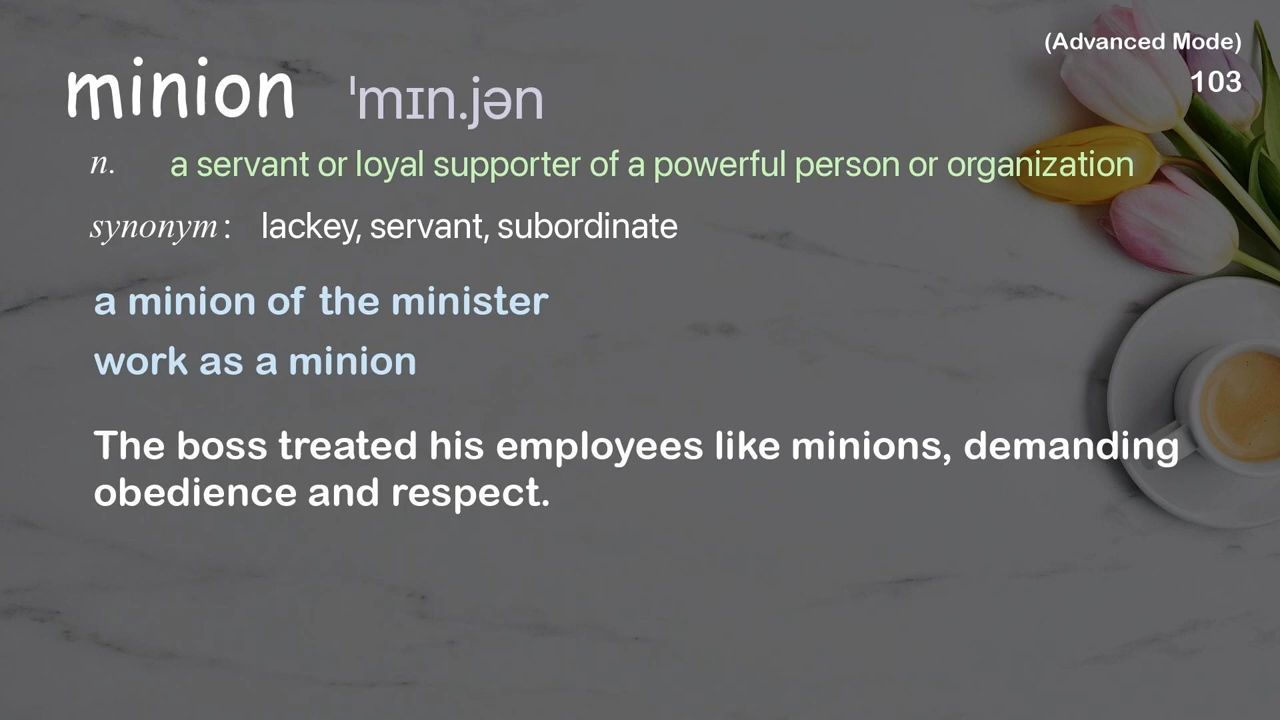 (Advanced Mode)
103
minion ˈmɪn.jən
n. a servant or loyal supporter of a powerful person or organization
synonym: lackey, servant, subordinate
a minion of the minister
work as a minion
The boss treated his employees like minions, demanding
obedience and respect.